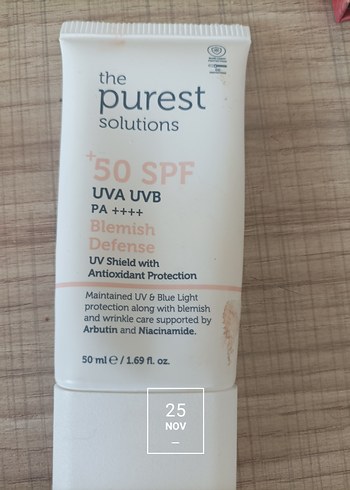 the
purest
solutions
+50 SPF
UVA UVB
PA ++++
Blemish
Defense
UV Shield with
Antioxidant Protection
Maintained UV & Blue Light
protection along with blemish
and wrinkle care supported by
Arbutin and Niacinamide.
50 ml ℮ / 1.69 fl. oz.
25
NOV